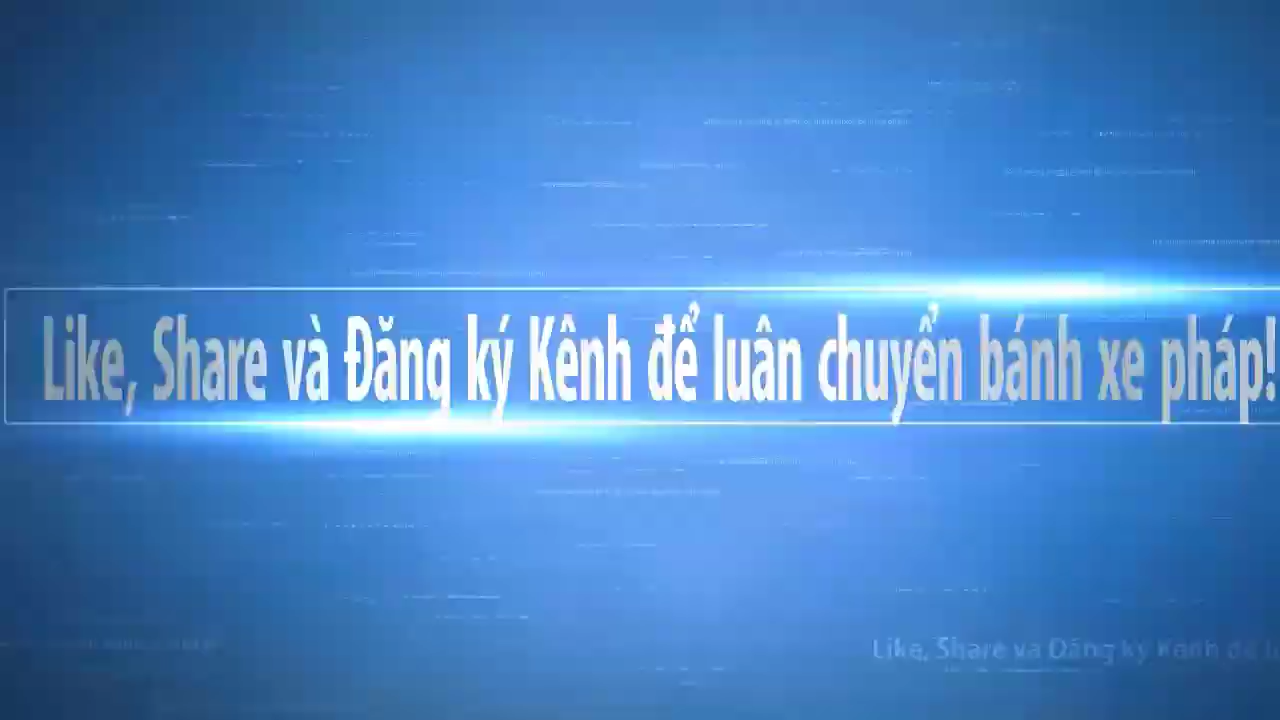 Like, Share và Đăng ký Kênh để luân chuyển bánh xe pháp!
Like, Share và Đăng ký Kênh để